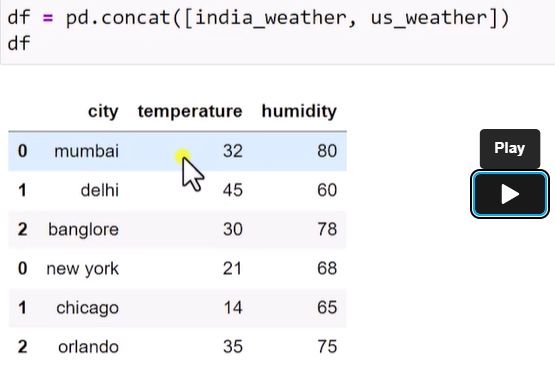 df = pd.concat([india_weather, us_weather])
df
city temperature humidity
0 mumbai 32 80
Play
1 delhi 45 60
2 banglore 30 78
0 new york 21 68
1 chicago 14 65
2 orlando 35 75